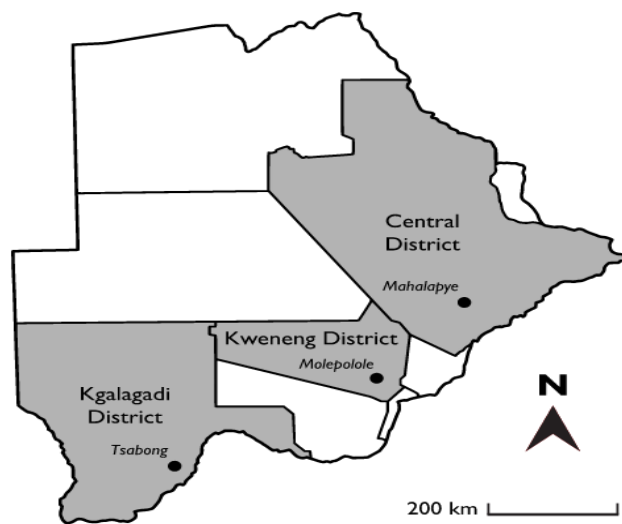 Central
District
Mahalapye
Kweneng District
Molepolole
Kgalagadi
District
Tsabong
N
200 km